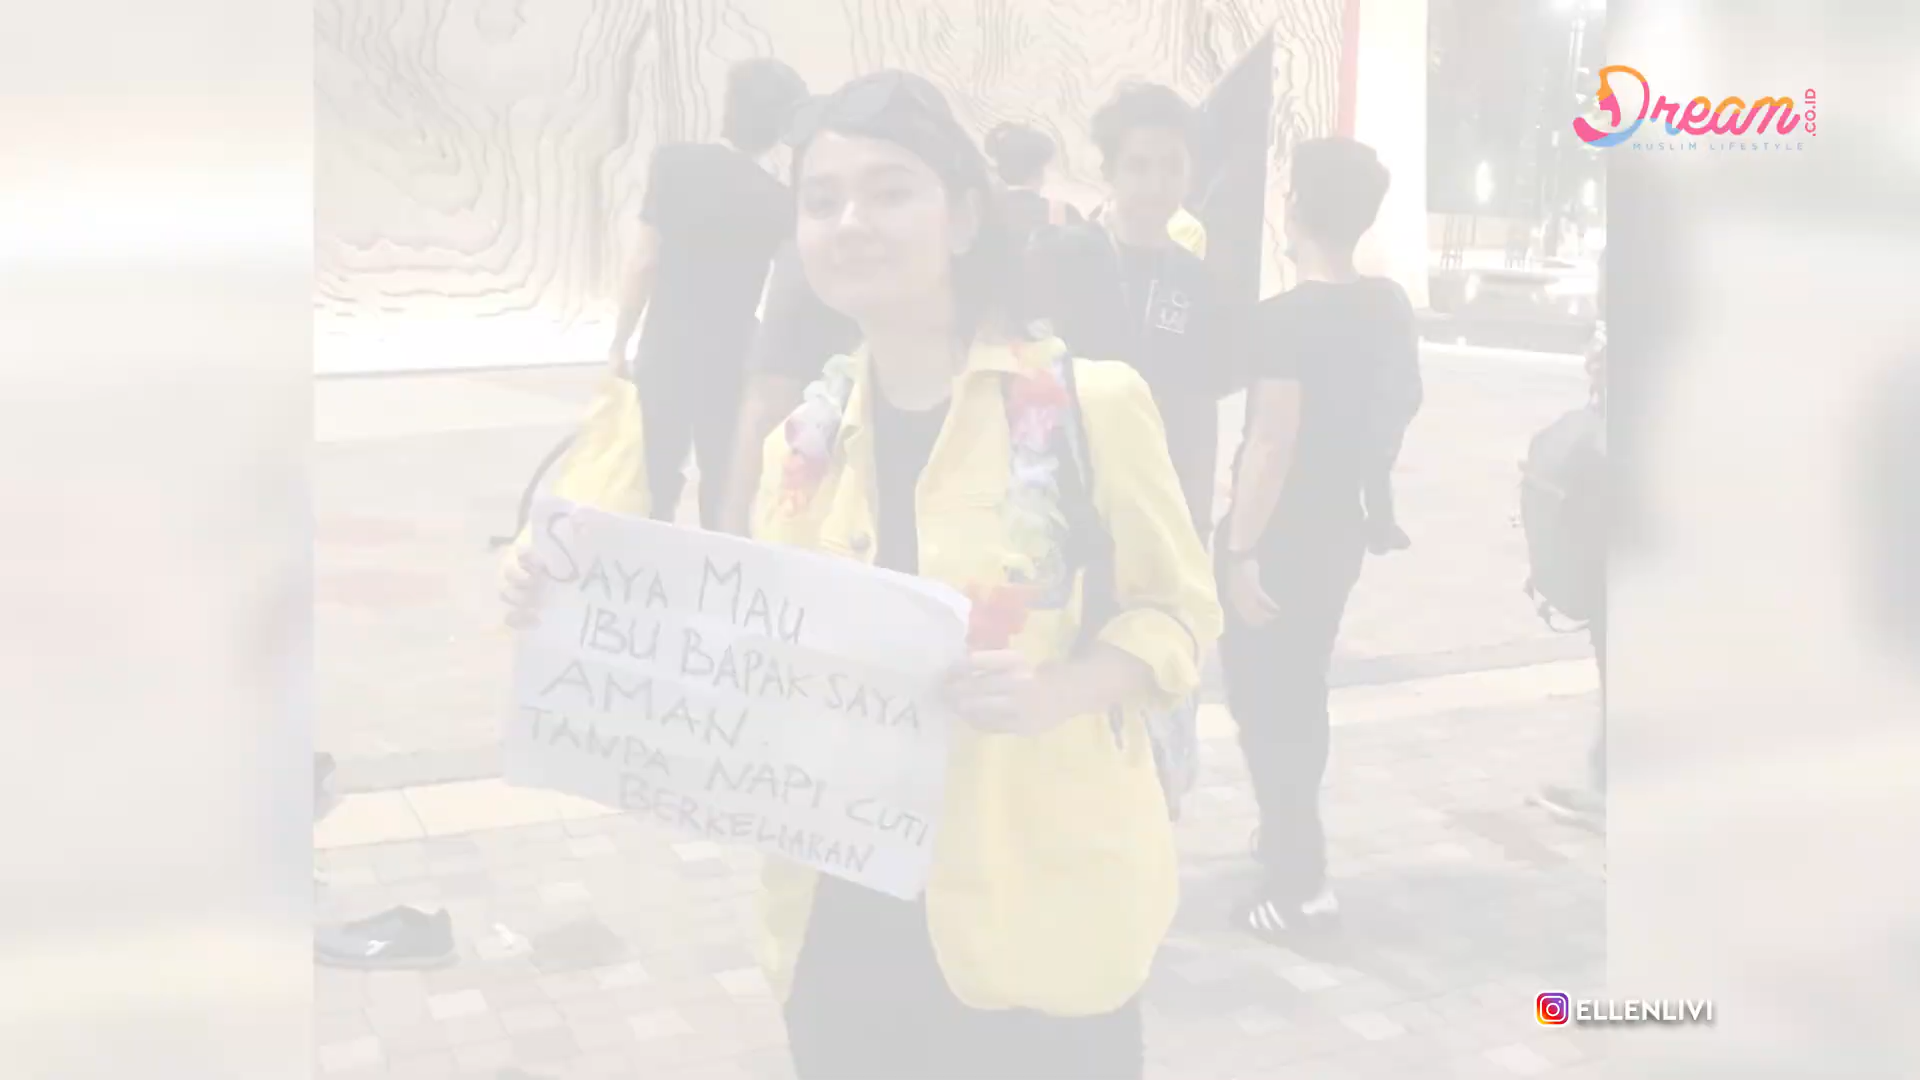 Dream.CO.ID
MUSLIM LIFESTYLE
SAYA MAU
IBU BAPAK SAYA
AMAN.
TANPA NAPI CUTI
BERKELIARAN
ELLENLIVI